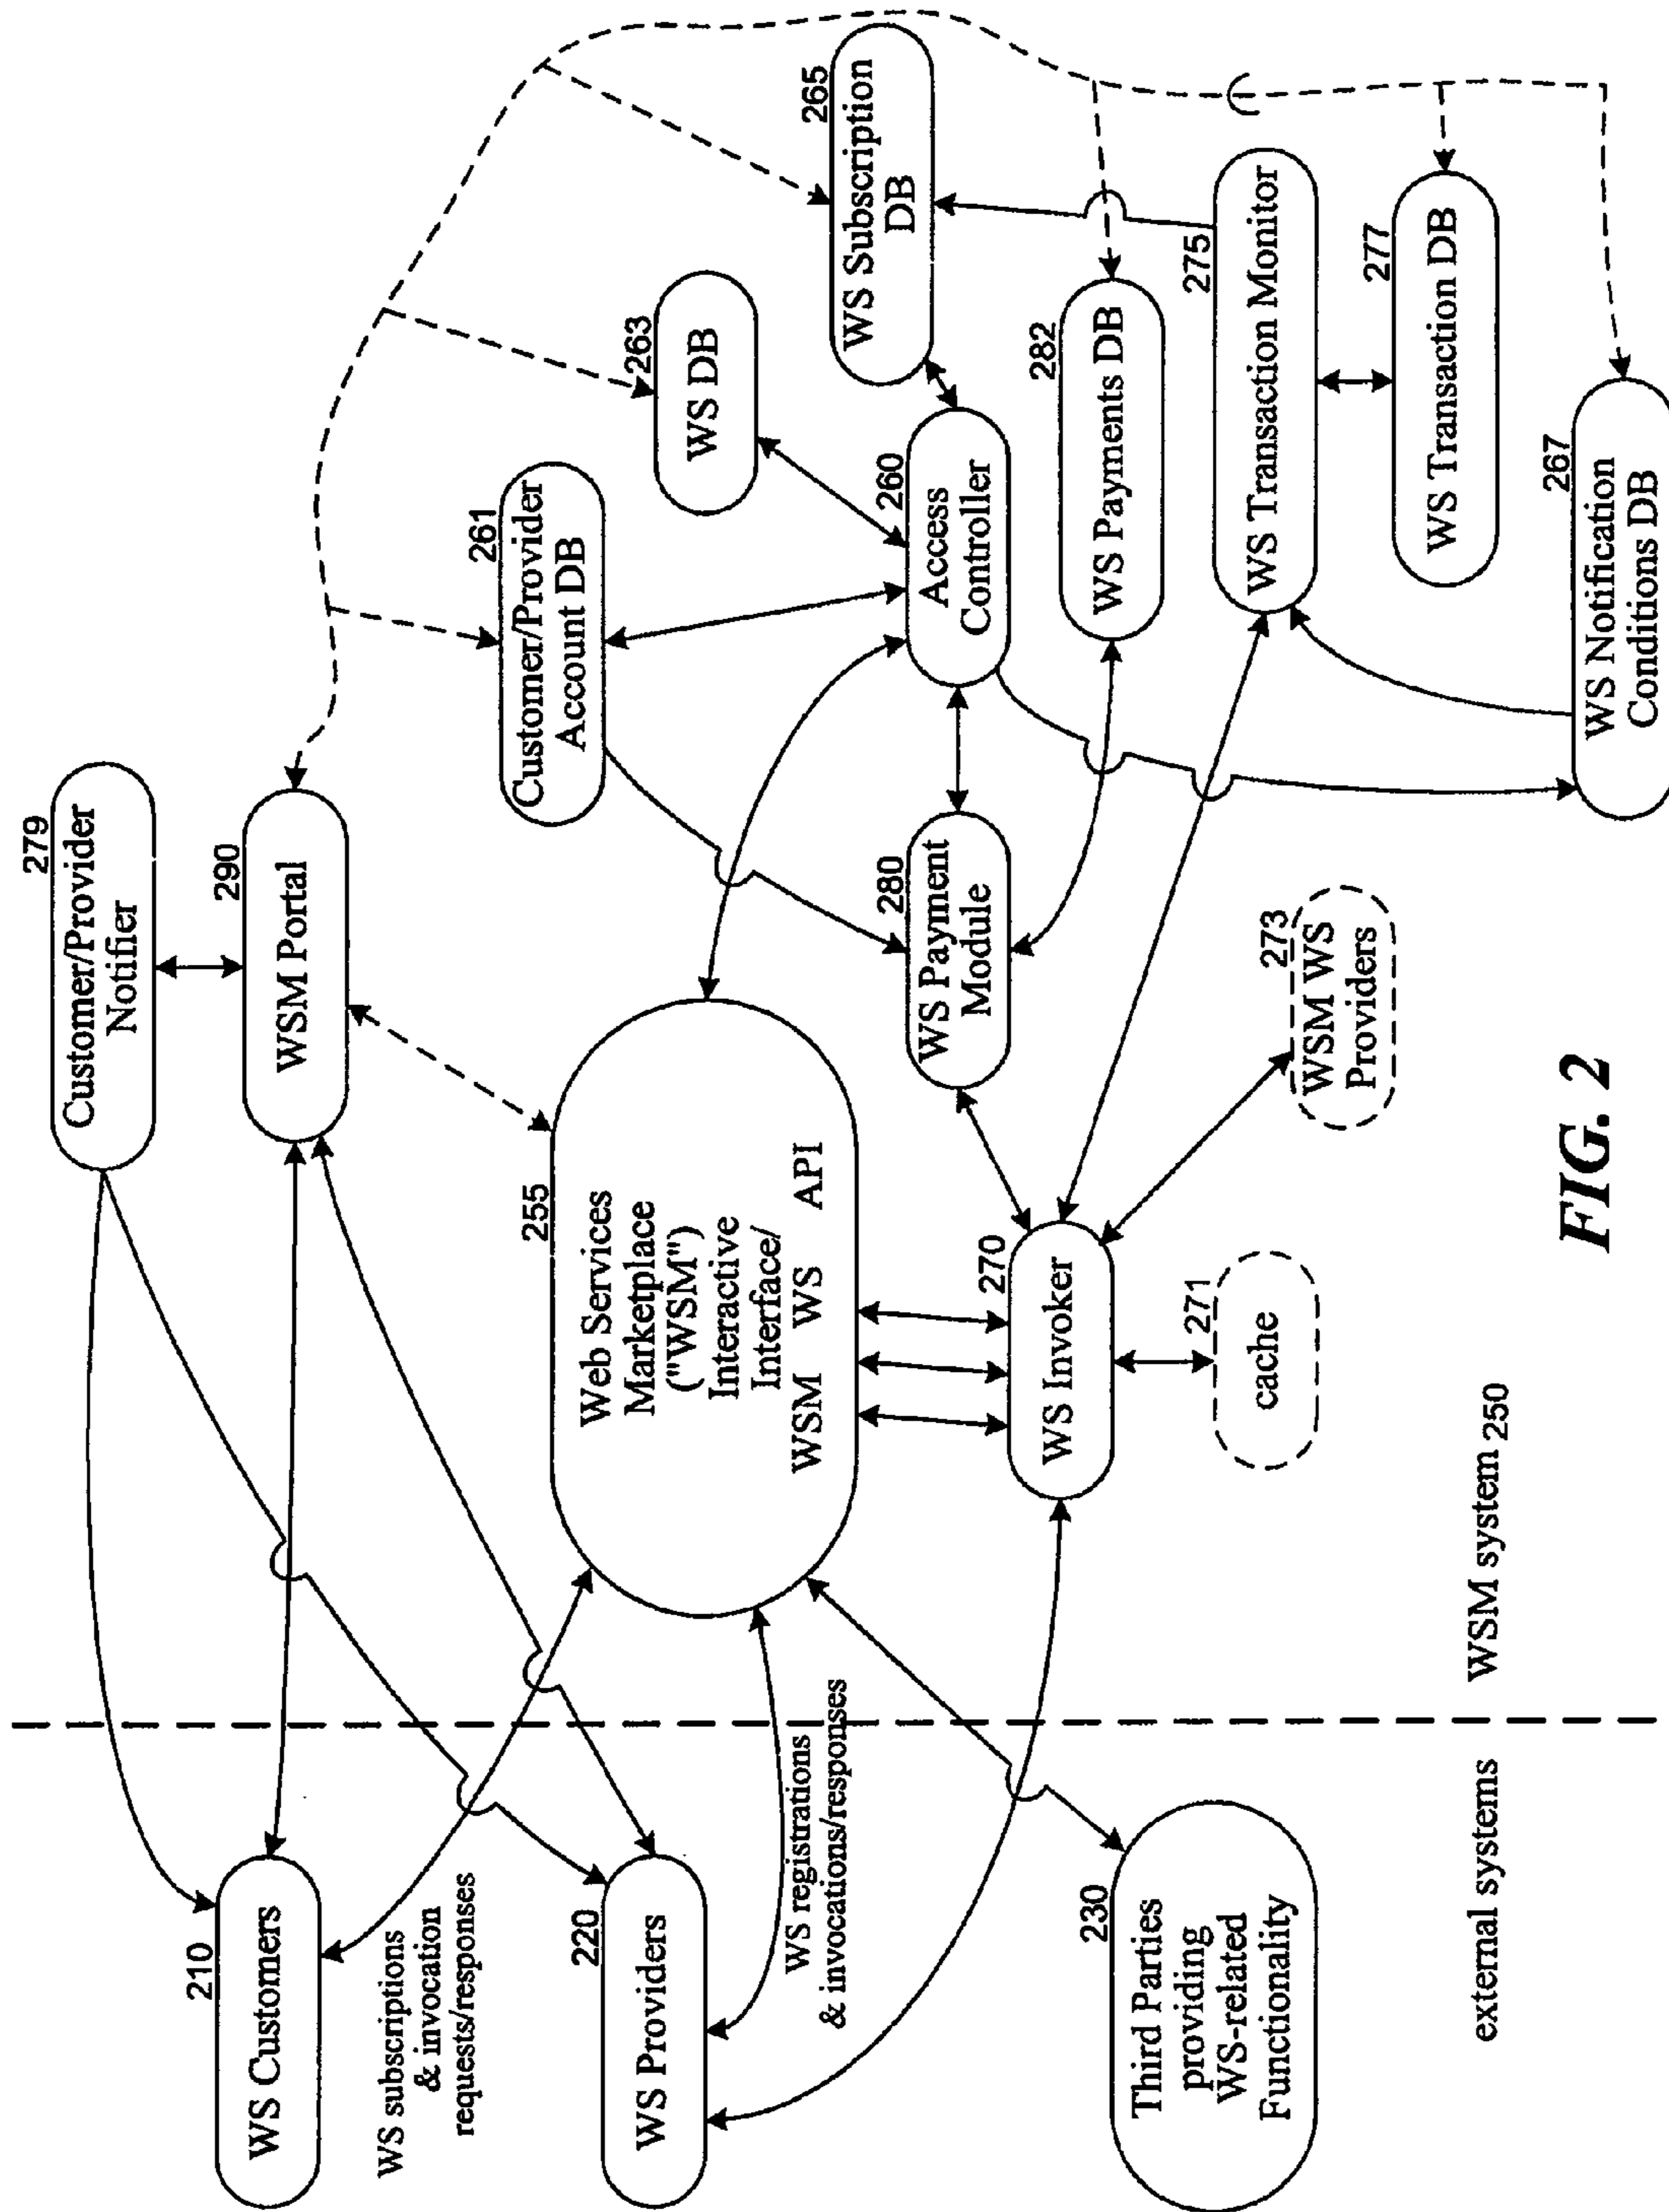 279
Customer/Provider
Notifier
290
WSM Portal
210
WS Customers
WS subscriptions
& invocation
requests/responses
220
WS Providers
WS registrations
& invocations/responses
230
Third Parties
providing
WS-related
Functionality
external systems
255
Web Services
Marketplace
("WSM")
Interactive
Interface/
WSM WS API
261
Customer/Provider
Account DB
263
WS DB
265
WS Subscription
DB
260
Access
Controller
280
WS Payment
Module
282
WS Payments DB
270
WS Invoker
271
cache
273
WSM WS
Providers
275
WS Transaction Monitor
277
WS Transaction DB
267
WS Notification
Conditions DB
WSM system 250
FIG. 2